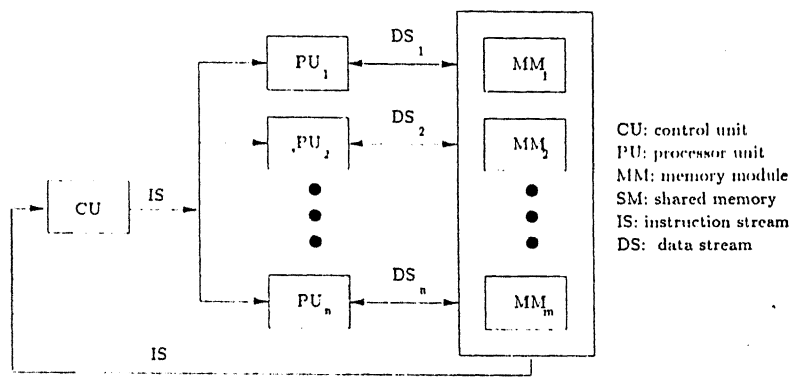 DS1
PU1
MM1
DS2
PU2
MM2
CU
IS
DSn
PUn
MMm
IS
CU: control unit
PU: processor unit
MM: memory module
SM: shared memory
IS: instruction stream
DS: data stream